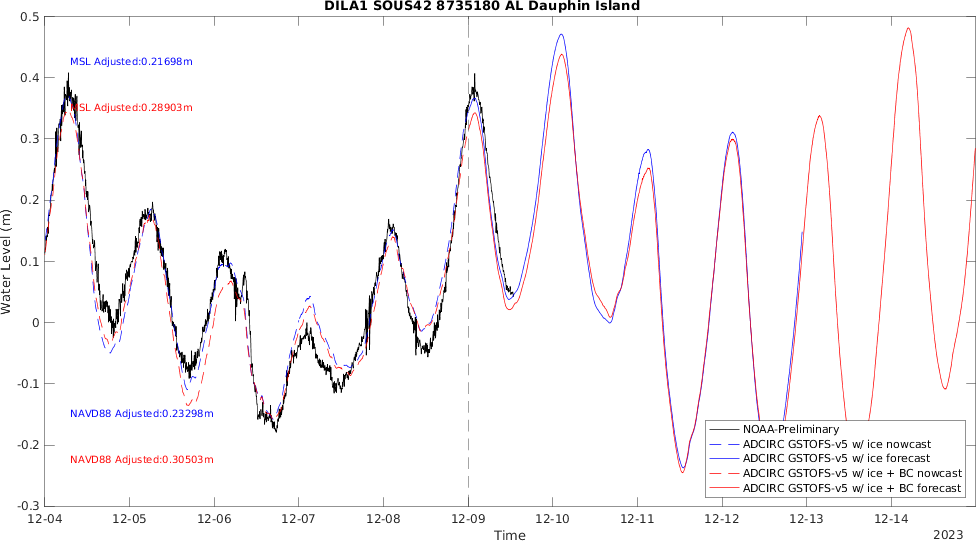 DILA1 SOUS42 8735180 AL Dauphin Island
0.5
0.4
0.3
0.2
0.1
0
-0.1
-0.2
-0.3
Water Level (m)
MSL Adjusted:0.21698m
MSL Adjusted:0.28903m
NAVD88 Adjusted:0.23298m
NAVD88 Adjusted:0.30503m
NOAA-Preliminary
ADCIRC GSTOFS-v5 w/ ice nowcast
ADCIRC GSTOFS-v5 w/ ice forecast
ADCIRC GSTOFS-v5 w/ ice + BC nowcast
ADCIRC GSTOFS-v5 w/ ice + BC forecast
12-04 12-05 12-06 12-07 12-08 12-09 12-10 12-11 12-12 12-13 12-14
Time
2023